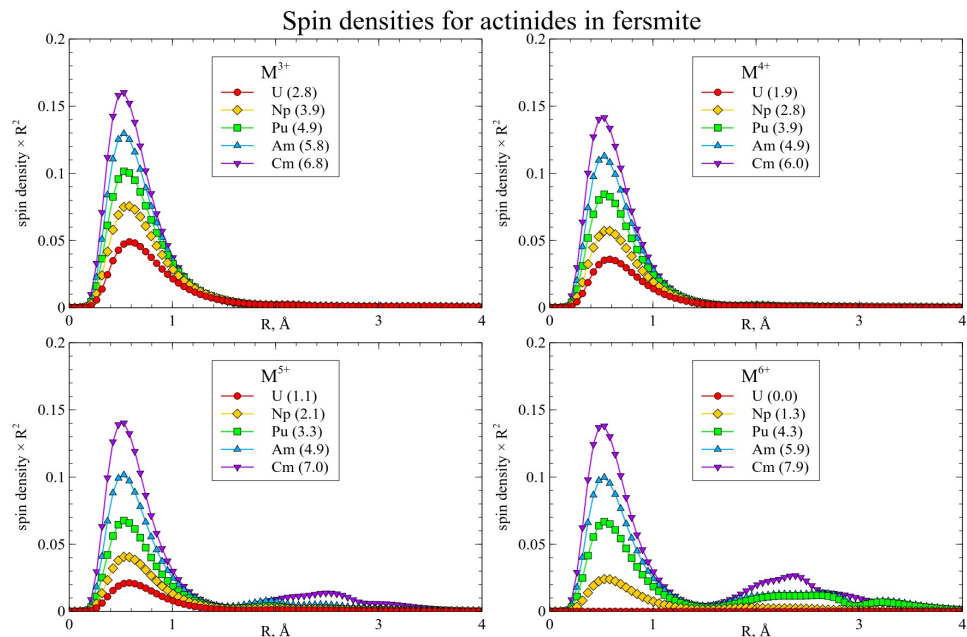 Spin densities for actinides in fersmite
0.2
0.15
0.1
0.05
0
spin density × R²
M³⁺
U (2.8)
Np (3.9)
Pu (4.9)
Am (5.8)
Cm (6.8)
0 1 3 4
R, Å
0.2
0.15
0.1
0.05
0
spin density × R²
M⁴⁺
U (1.9)
Np (2.8)
Pu (3.9)
Am (4.9)
Cm (6.0)
0 1 3 4
R, Å
0.2
0.15
0.1
0.05
0
spin density × R²
M⁵⁺
U (1.1)
Np (2.1)
Pu (3.3)
Am (4.9)
Cm (7.0)
0 1 3 4
R, Å
0.2
0.15
0.1
0.05
0
spin density × R²
M⁶⁺
U (0.0)
Np (1.3)
Pu (4.3)
Am (5.9)
Cm (7.9)
0 1 3 4
R, Å